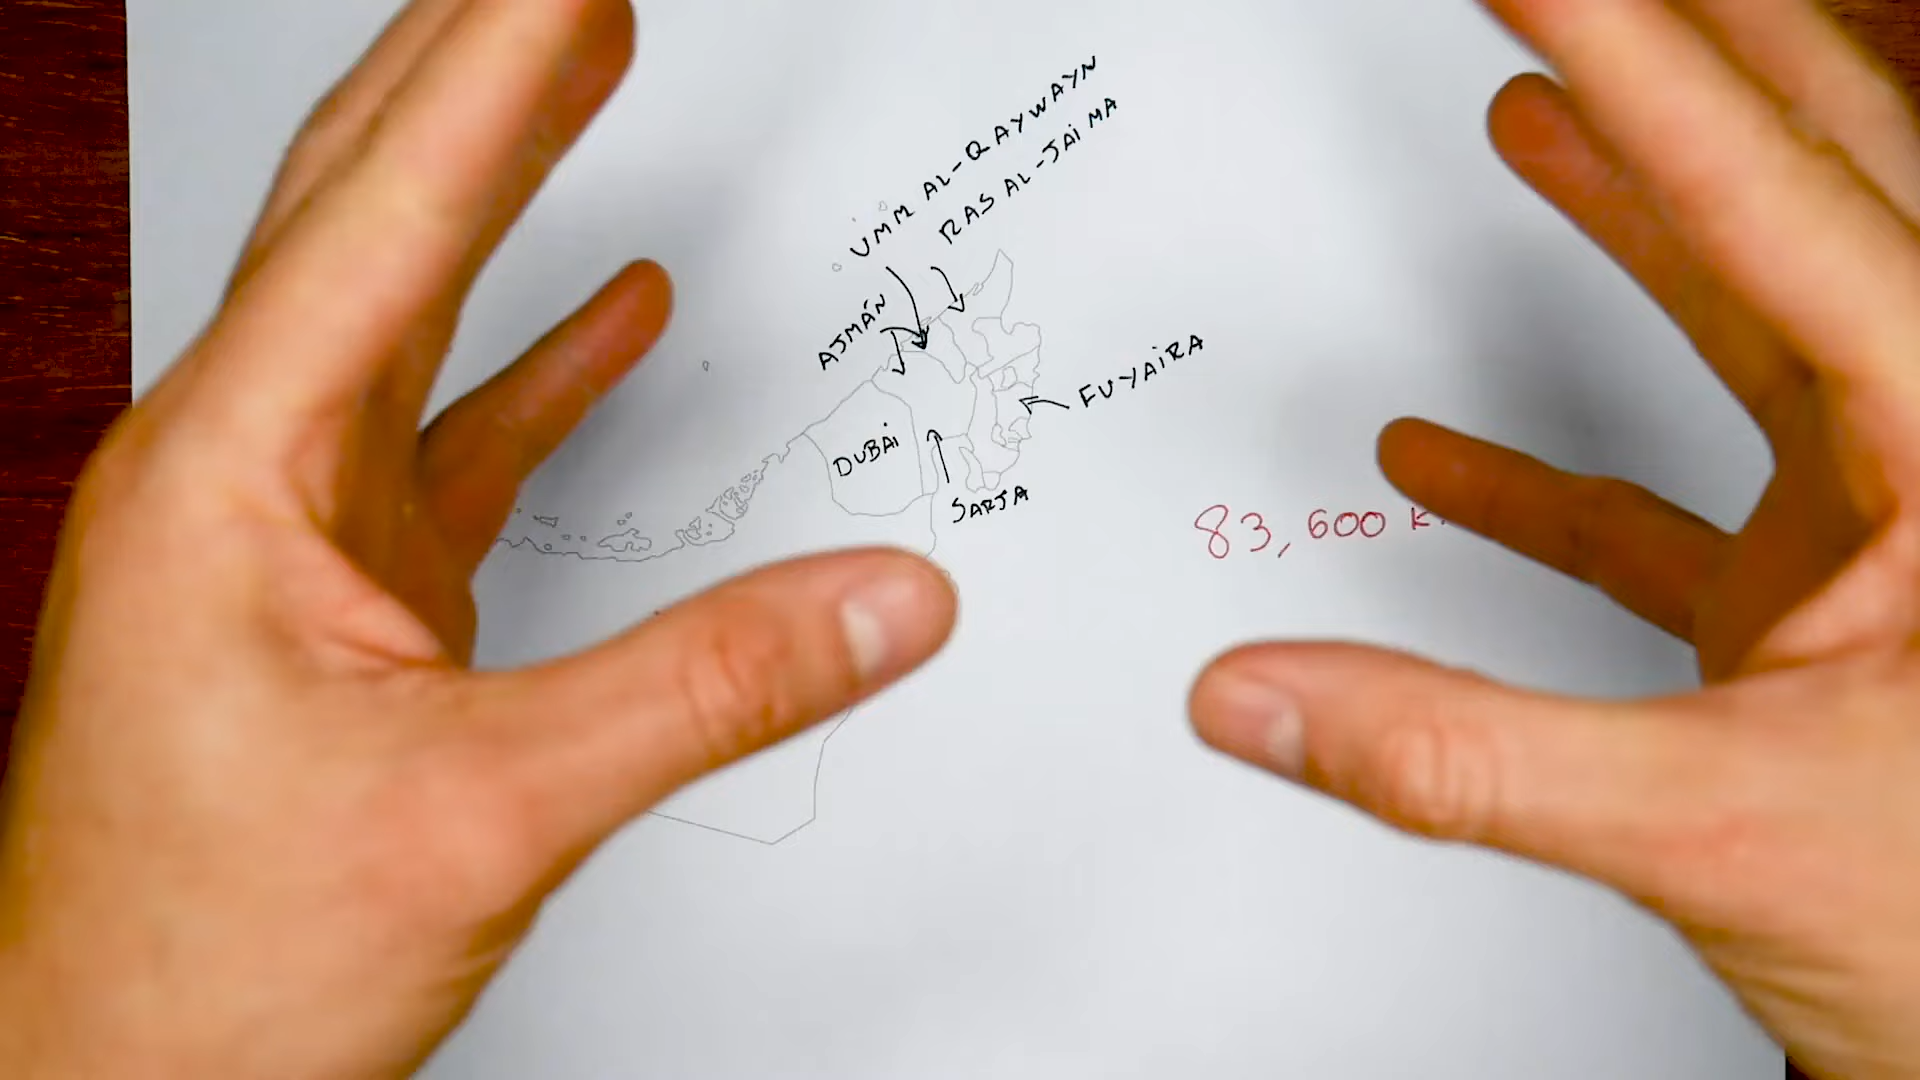 UMM AL-QAYWAYN
RAS AL-JAIMA
AJMÁN
FUYAIRA
DUBAI
SARJA
83,600 K